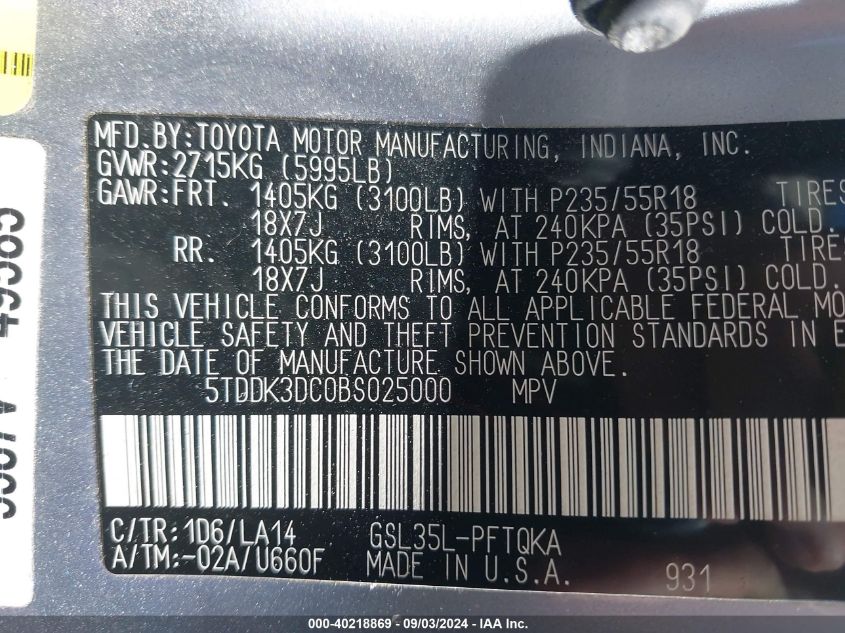 MFD.BY:TOYOTA MOTOR MANUFACTURING, INDIANA, INC.
GVWR:2715KG (5995LB)
GAWR:FRT. 1405KG (3100LB) WITH P235/55R18 TIRES
18X7J RIMS, AT 240KPA (35PSI) COLD.
RR. 1405KG (3100LB) WITH P235/55R18 TIRES
18X7J RIMS, AT 240KPA (35PSI) COLD.
THIS VEHICLE CONFORMS TO ALL APPLICABLE FEDERAL MO
VEHICLE SAFETY AND THEFT PREVENTION STANDARDS IN E
THE DATE OF MANUFACTURE SHOWN ABOVE.
5TDDK3DC0BS025000 MPV
C/TR:1D6/LA14 GSL35L-PFTQKA
A/TM:-02A/U660F MADE IN U.S.A.
931
000-40218869 - 09/03/2024 - IAAI Inc.